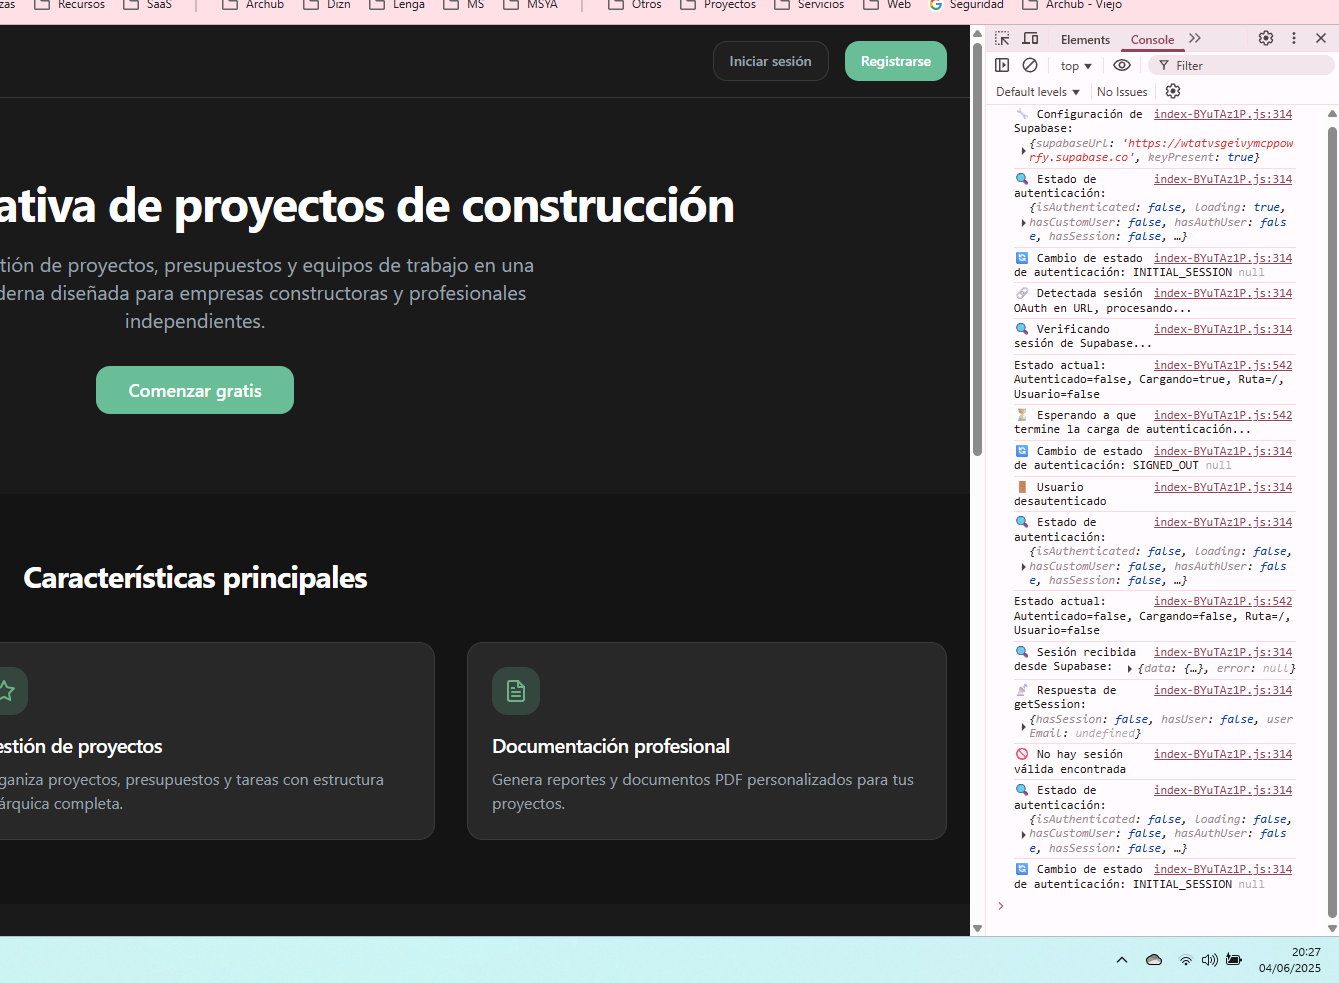 zas Recursos SaaS Archub Dizn Lenga MS MSYA Otros Proyectos Servicios Web Seguridad Archub - Viejo
Iniciar sesión Registrarse
ativa de proyectos de construcción
tión de proyectos, presupuestos y equipos de trabajo en una
derna diseñada para empresas constructoras y profesionales
independientes.
Comenzar gratis
Características principales
estión de proyectos
ganiza proyectos, presupuestos y tareas con estructura
árquica completa.
Documentación profesional
Genera reportes y documentos PDF personalizados para tus
proyectos.
Elements Console
top Filter
Default levels No Issues
Configuración de index-BYuTAz1P.js:314
Supabase:
{supabaseUrl: 'https://wtatvsgeivymcppow
rfy.supabase.co', keyPresent: true}
Estado de index-BYuTAz1P.js:314
autenticación:
{isAuthenticated: false, loading: true,
hasCustomUser: false, hasAuthUser: fals
e, hasSession: false, …}
Cambio de estado index-BYuTAz1P.js:314
de autenticación: INITIAL_SESSION null
Detectada sesión index-BYuTAz1P.js:314
OAuth en URL, procesando...
Verificando index-BYuTAz1P.js:314
sesión de Supabase...
Estado actual: index-BYuTAz1P.js:542
Autenticado=false, Cargando=true, Ruta=/,
Usuario=false
Esperando a que index-BYuTAz1P.js:542
termine la carga de autenticación...
Cambio de estado index-BYuTAz1P.js:314
de autenticación: SIGNED_OUT null
Usuario index-BYuTAz1P.js:314
desautenticado
Estado de index-BYuTAz1P.js:314
autenticación:
{isAuthenticated: false, loading: false,
hasCustomUser: false, hasAuthUser: fals
e, hasSession: false, …}
Estado actual: index-BYuTAz1P.js:542
Autenticado=false, Cargando=false, Ruta=/,
Usuario=false
Sesión recibida index-BYuTAz1P.js:314
desde Supabase: {data: {…}, error: null}
Respuesta de index-BYuTAz1P.js:314
getSession:
{hasSession: false, hasUser: false, user
Email: undefined}
No hay sesión index-BYuTAz1P.js:314
válida encontrada
Estado de index-BYuTAz1P.js:314
autenticación:
{isAuthenticated: false, loading: false,
hasCustomUser: false, hasAuthUser: fals
e, hasSession: false, …}
Cambio de estado index-BYuTAz1P.js:314
de autenticación: INITIAL_SESSION null
20:27
04/06/2025